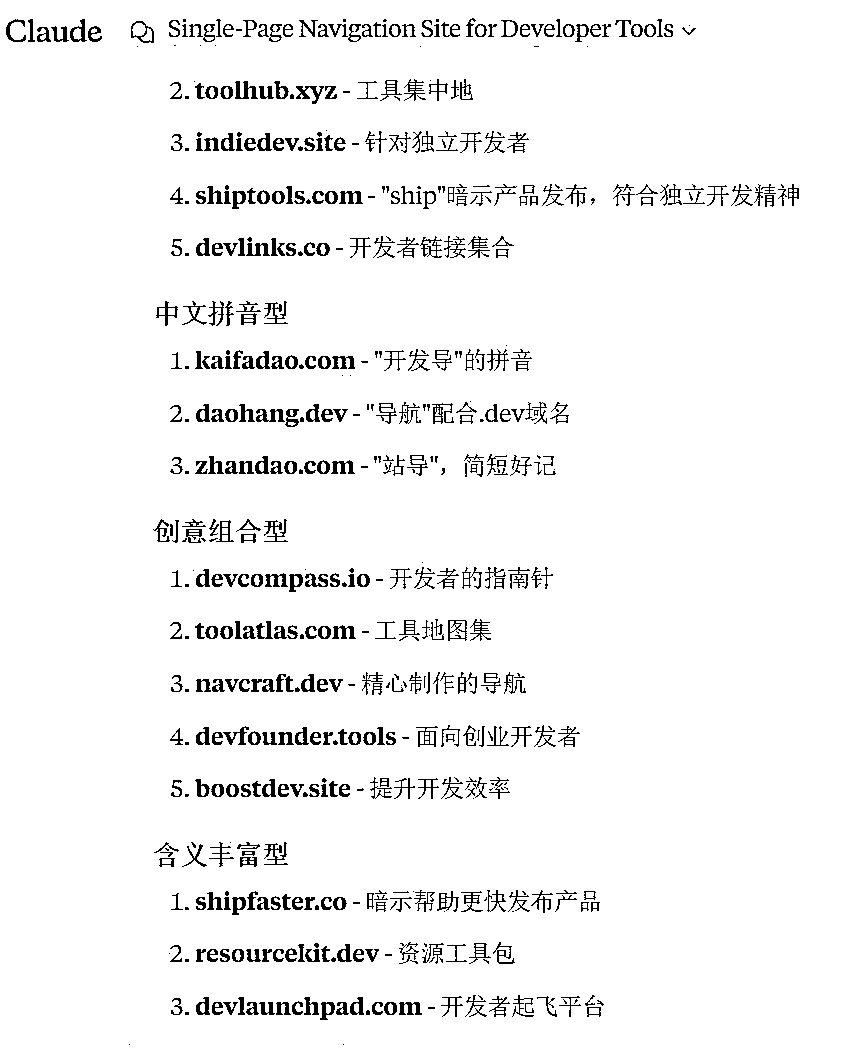 Claude Single-Page Navigation Site for Developer Tools
2. toolhub.xyz - 工具集中地
3. indiedev.site - 针对独立开发者
4. shiptools.com - "ship"暗示产品发布，符合独立开发精神
5. devlinks.co - 开发者链接集合
中文拼音型
1. kaifadao.com - "开发导"的拼音
2. daohang.dev - "导航"配合.dev域名
3. zhandao.com - "站导"，简短好记
创意组合型
1. devcompass.io - 开发者的指南针
2. toolatlas.com - 工具地图集
3. navcraft.dev - 精心制作的导航
4. devfounder.tools - 面向创业开发者
5. boostdev.site - 提升开发效率
含义丰富型
1. shipfaster.co - 暗示帮助更快发布产品
2. resourcekit.dev - 资源工具包
3. devlaunchpad.com - 开发者起飞平台